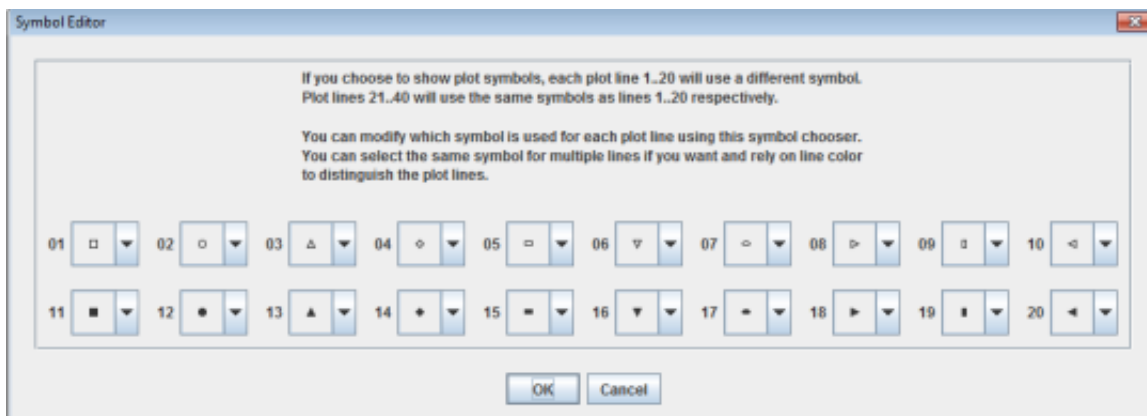 Symbol Editor
If you choose to show plot symbols, each plot line 1..20 will use a different symbol.
Plot lines 21..40 will use the same symbols as lines 1..20 respectively.
You can modify which symbol is used for each plot line using this symbol chooser.
You can select the same symbol for multiple lines if you want and rely on line color
to distinguish the plot lines.
01 02 03 04 05 06 07 08 09 10
11 12 13 14 15 16 17 18 19 20
OK Cancel